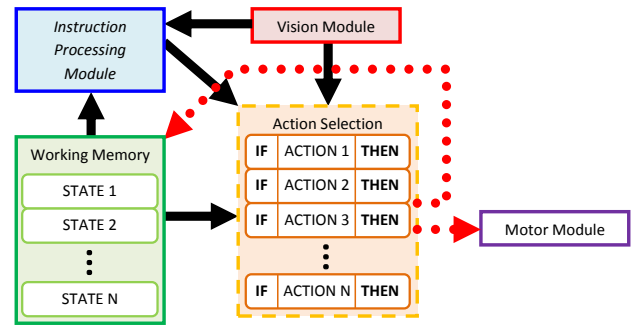 Instruction
Processing
Module
Vision Module
Working Memory
STATE 1
STATE 2
STATE N
Action Selection
IF ACTION 1 THEN
IF ACTION 2 THEN
IF ACTION 3 THEN
IF ACTION N THEN
Motor Module